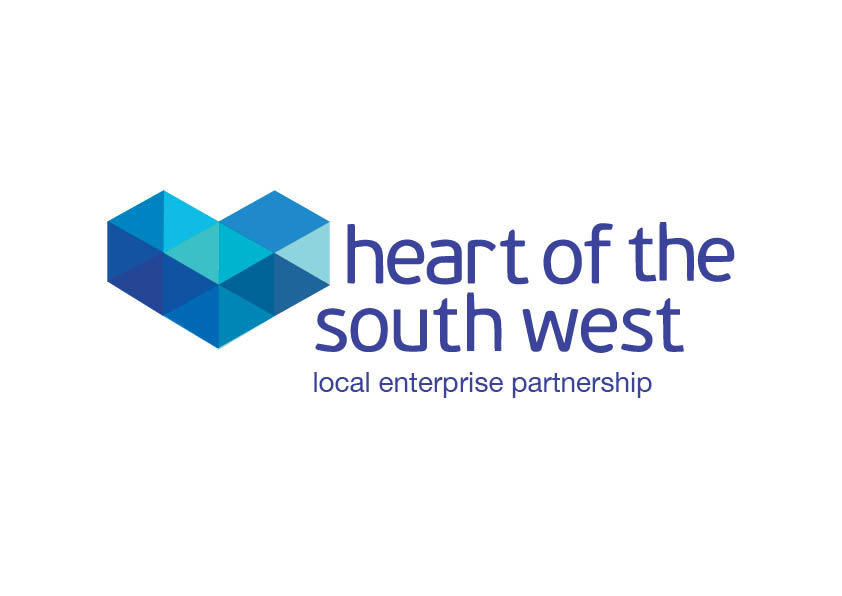 heart of the
south west
local enterprise partnership